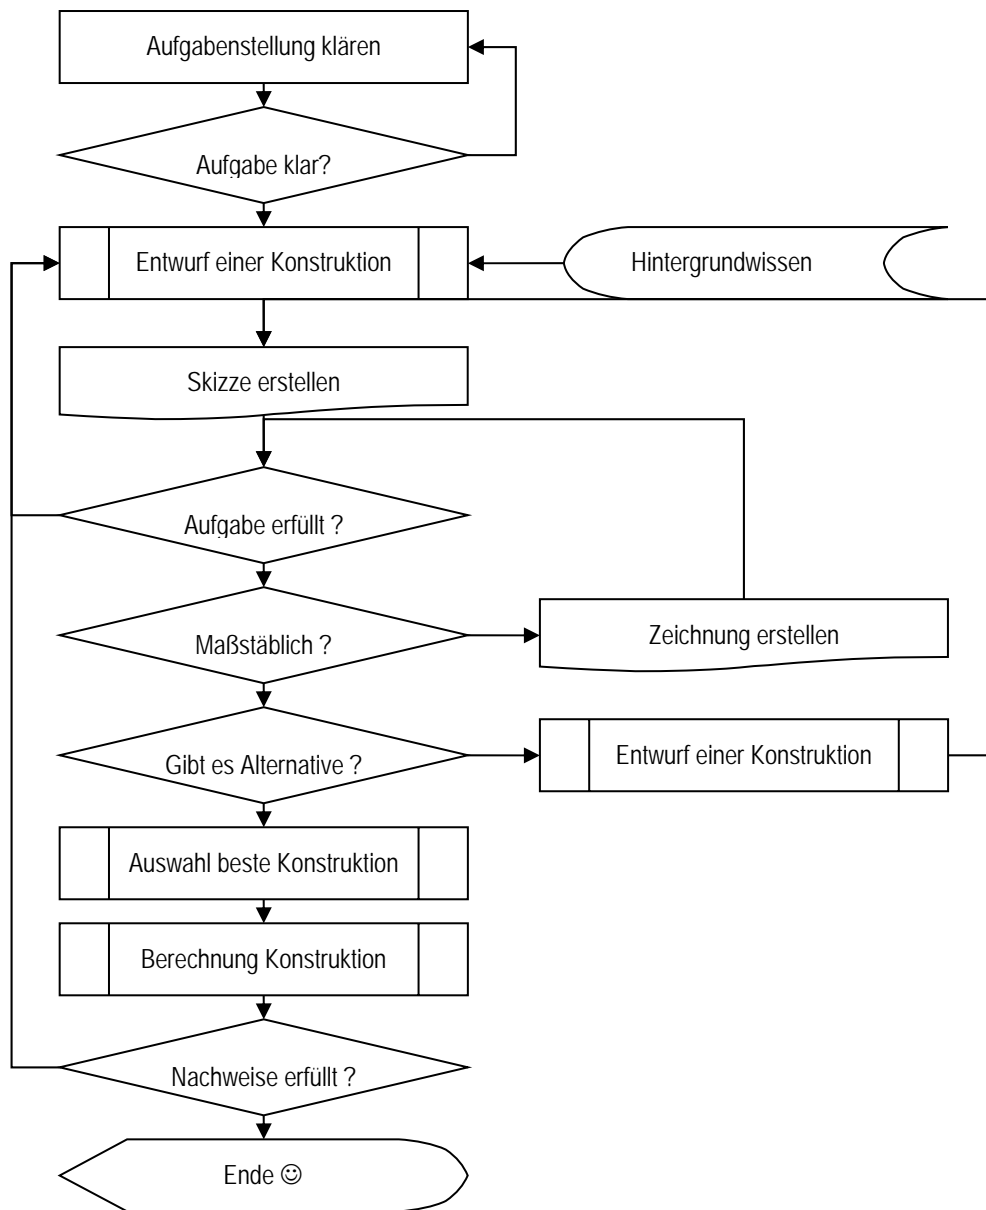 Aufgabenstellung klären
Aufgabe klar?
Entwurf einer Konstruktion
Hintergrundwissen
Skizze erstellen
Aufgabe erfüllt ?
Maßstäblich ?
Zeichnung erstellen
Gibt es Alternative ?
Entwurf einer Konstruktion
Auswahl beste Konstruktion
Berechnung Konstruktion
Nachweise erfüllt ?
Ende ☺